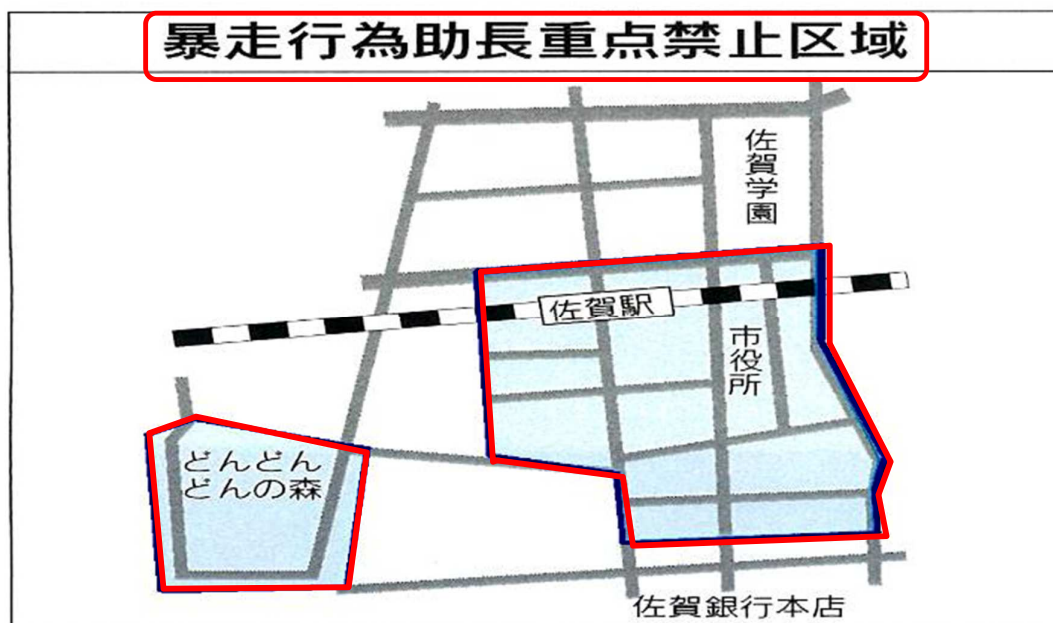 暴走行為助長重点禁止区域
佐賀学園
佐賀駅
市役所
どんどん
どんの森
佐賀銀行本店